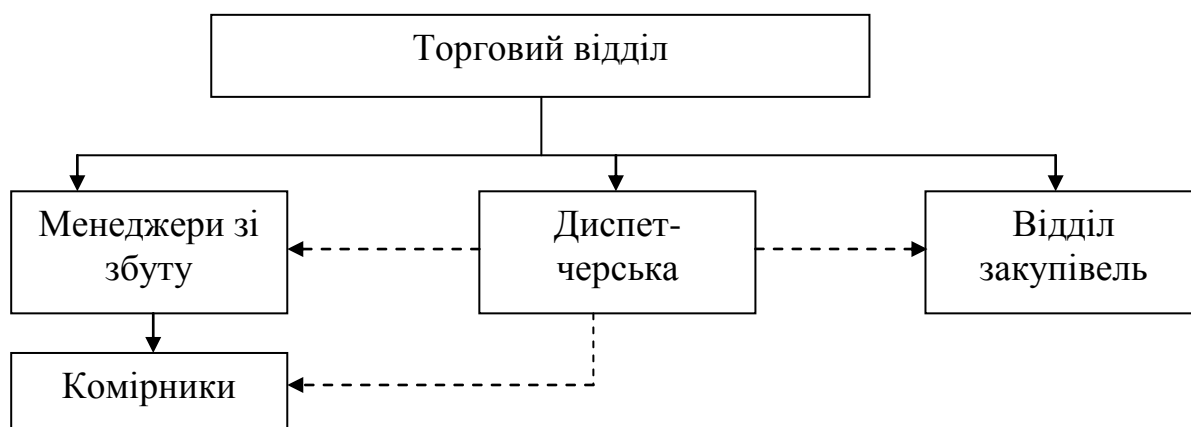 Торговий відділ
Менеджери зі
збуту
Диспет-
черська
Відділ
закупівель
Комірники